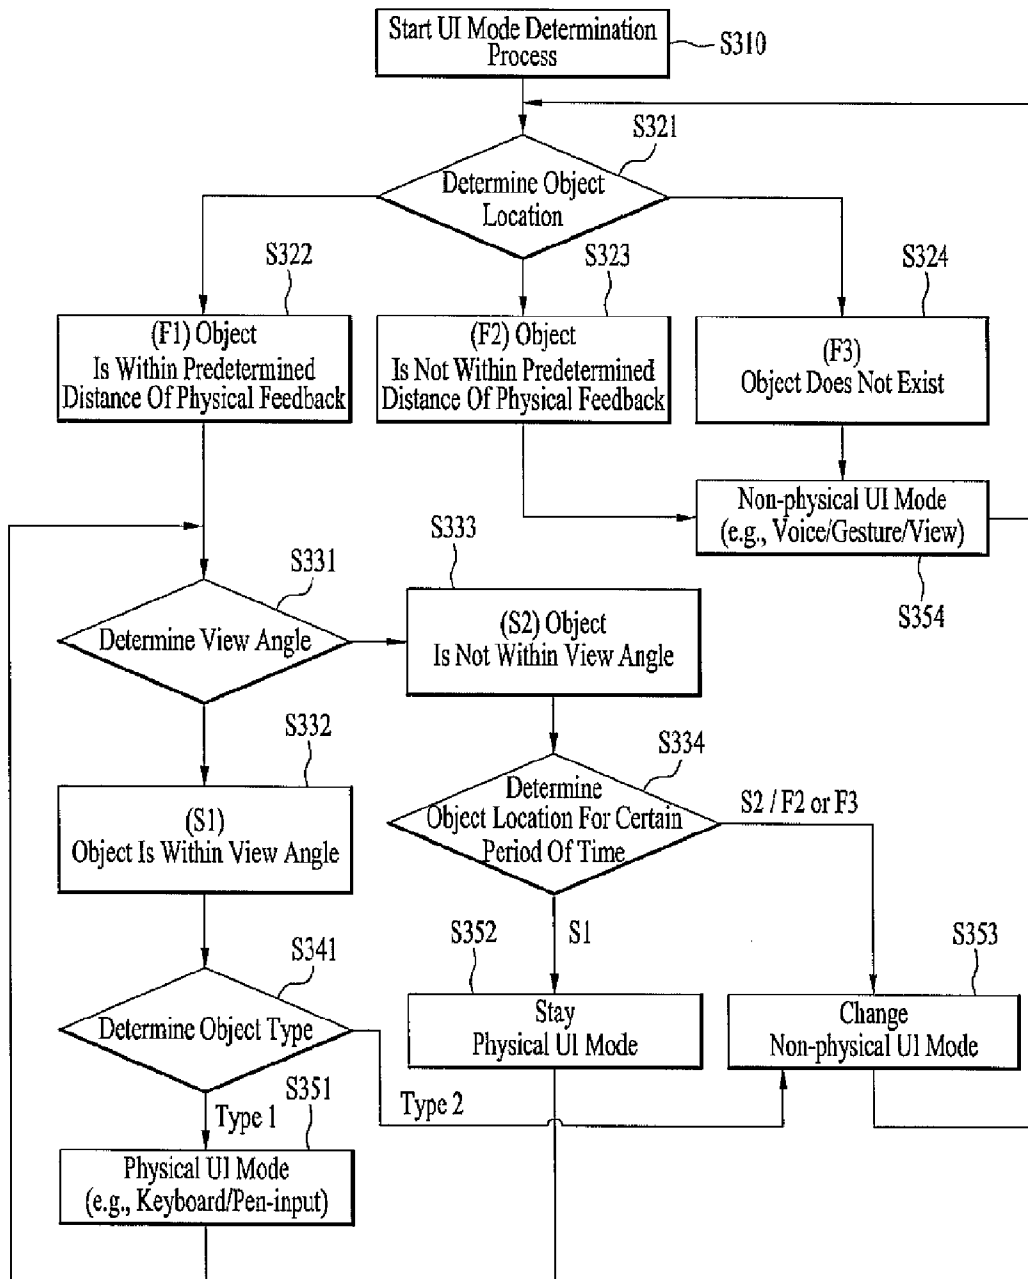 Start UI Mode Determination
Process
S310
S321
Determine Object
Location
S322
S323
S324
(F1) Object
Is Within Predetermined
Distance Of Physical Feedback
(F2) Object
Is Not Within Predetermined
Distance Of Physical Feedback
(F3)
Object Does Not Exist
Non-physical UI Mode
(e.g., Voice/Gesture/View)
S354
S331
Determine View Angle
S333
(S2) Object
Is Not Within View Angle
S332
(S1)
Object Is Within View Angle
S334
Determine
Object Location For Certain
Period Of Time
S2 / F2 or F3
S1
S341
Determine Object Type
S352
Stay
Physical UI Mode
S353
Change
Non-physical UI Mode
Type 1
Type 2
S351
Physical UI Mode
(e.g., Keyboard/Pen-input)